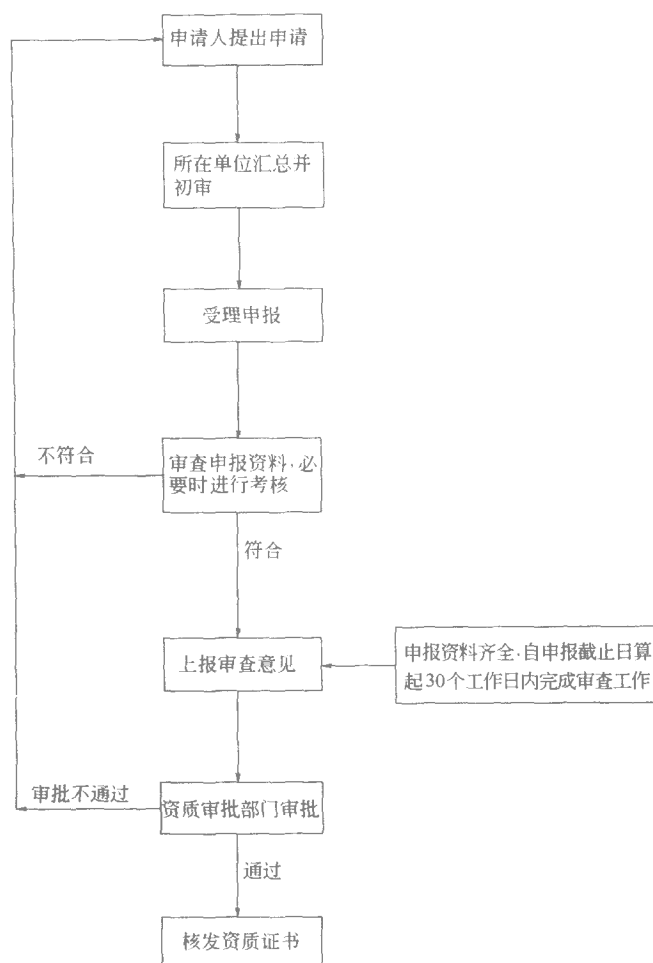 申请人提出申请
所在单位汇总并
初审
受理申报
不符合
审查申报资料,必
要时进行考核
符合
上报审查意见
申报资料齐全,自申报截止日算
起30个工作日内完成审查工作
审批不通过
资质审批部门审批
通过
核发资质证书